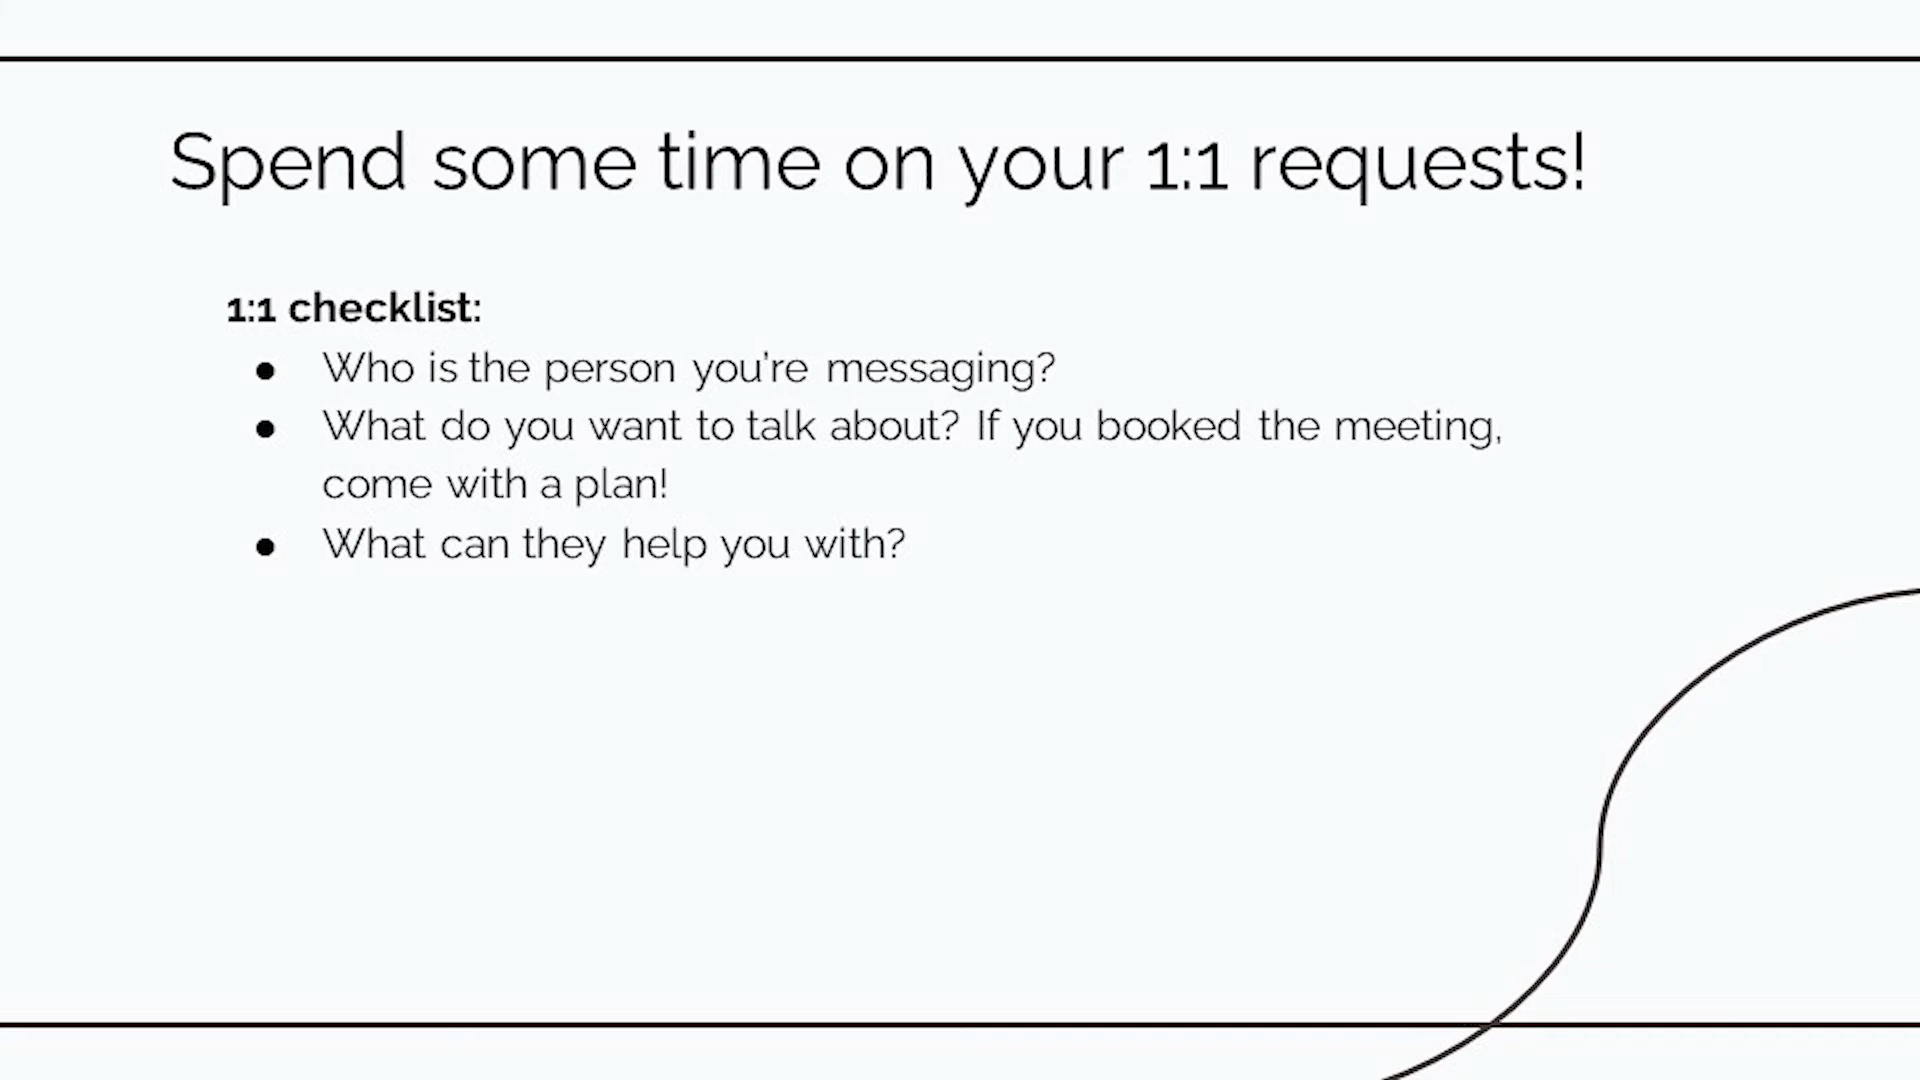 Spend some time on your 1:1 requests!
1:1 checklist:
● Who is the person you're messaging?
● What do you want to talk about? If you booked the meeting,
come with a plan!
● What can they help you with?